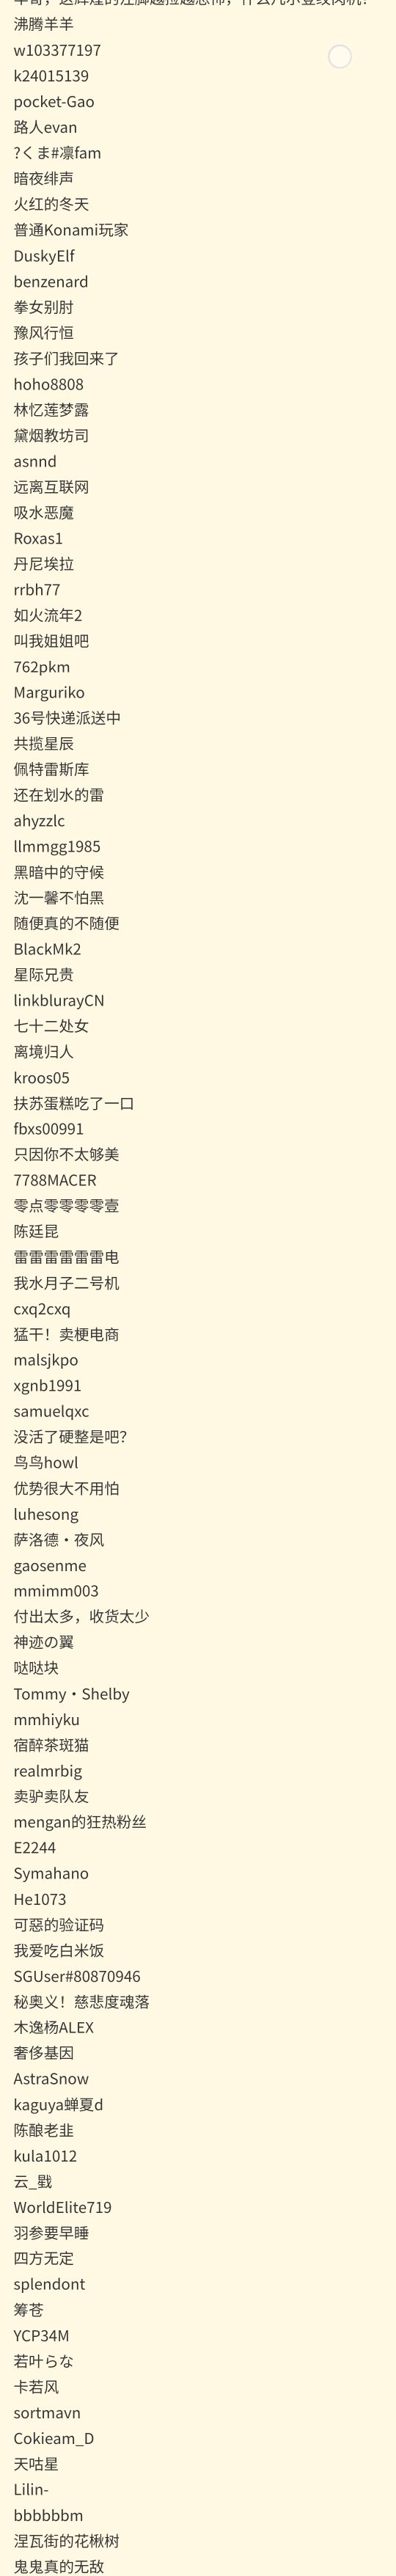 沸腾羊羊
w103377197
k24015139
pocket-Gao
路人evan
?くま#凛fam
暗夜绯声
火红的冬天
普通Konami玩家
DuskyElf
benzenard
拳女别肘
豫风行恒
孩子们我回来了
hoho8808
林忆莲梦露
黛烟教坊司
asnnd
远离互联网
吸水恶魔
Roxas1
丹尼埃拉
rrbh77
如火流年2
叫我姐姐吧
762pkm
Marguriko
36号快递派送中
共揽星辰
佩特雷斯库
还在划水的雷
ahyzzlc
llmmgg1985
黑暗中的守候
沈一馨不怕黑
随便真的不随便
BlackMk2
星际兄贵
linkblurayCN
七十二处女
离境归人
kroos05
扶苏蛋糕吃了一口
fbxs00991
只因你不太够美
7788MACER
零点零零零零壹
陈廷昆
雷雷雷雷雷雷电
我水月子二号机
cxq2cxq
猛干！卖梗电商
malsjkpo
xgnb1991
samuelqxc
没活了硬整是吧？
鸟鸟howl
优势很大不用怕
luhesong
萨洛德·夜风
gaosenme
mmimm003
付出太多，收货太少
神迹の翼
哒哒块
Tommy·Shelby
mmhiyku
宿醉茶斑猫
realmrbig
卖驴卖队友
mengan的狂热粉丝
E2244
Symahano
He1073
可惡的验证码
我爱吃白米饭
SGUser#80870946
秘奥义！慈悲度魂落
木逸杨ALEX
奢侈基因
AstraSnow
kaguya蝉夏d
陈酿老韭
kula1012
云_戥
WorldElite719
羽参要早睡
四方无定
splendont
筹苍
YCP34M
若叶らな
卡若风
sortmavn
Cokieam_D
天咕星
Lilin-
bbbbbbm
涅瓦街的花楸树
鬼鬼真的无敌